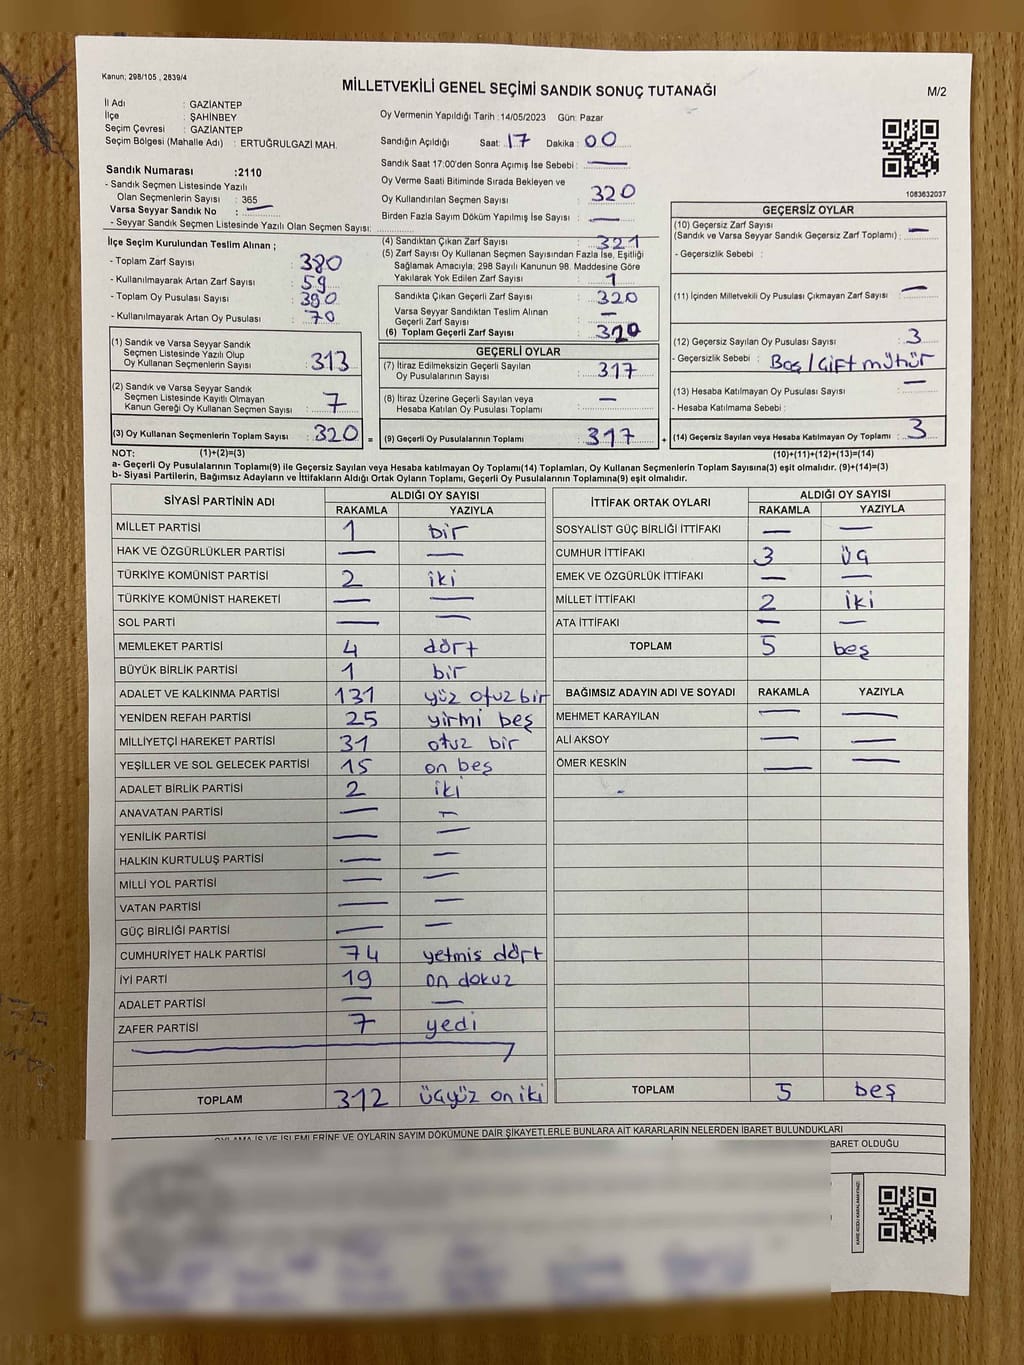 Kanun; 298/105 , 2839/4
MİLLETVEKİLİ GENEL SEÇİMİ SANDIK SONUÇ TUTANAĞI
M/2
İl Adı : GAZİANTEP
İlçe : ŞAHİNBEY
Seçim Çevresi : GAZİANTEP
Seçim Bölgesi (Mahalle Adı) : ERTUĞRULGAZİ MAH.
Sandık Numarası :2110
- Sandık Seçmen Listesinde Yazılı
Olan Seçmenlerin Sayısı : 365
Varsa Seyyar Sandık No : —
- Seyyar Sandık Seçmen Listesinde Yazılı Olan Seçmen Sayısı:
Oy Vermenin Yapıldığı Tarih : 14/05/2023 Gün: Pazar
Sandığın Açıldığı Saat: 17 Dakika : 00
Sandık Saat 17:00'den Sonra Açımış İse Sebebi : —
Oy Verme Saati Bitiminde Sırada Bekleyen ve
Oy Kullandırılan Seçmen Sayısı : 320
Birden Fazla Sayım Döküm Yapılmış İse Sayısı : —
1083632037
İlçe Seçim Kurulundan Teslim Alınan ;
- Toplam Zarf Sayısı : 380
- Kullanılmayarak Artan Zarf Sayısı : 59
- Toplam Oy Pusulası Sayısı : 390
- Kullanılmayarak Artan Oy Pusulası : 70
(1) Sandık ve Varsa Seyyar Sandık
Seçmen Listesinde Yazılı Olup
Oy Kullanan Seçmenlerin Sayısı : 313
(2) Sandık ve Varsa Seyyar Sandık
Seçmen Listesinde Kayıtlı Olmayan
Kanun Gereği Oy Kullanan Seçmen Sayısı : 7
(3) Oy Kullanan Seçmenlerin Toplam Sayısı : 320 =
(4) Sandıktan Çıkan Zarf Sayısı : 321
(5) Zarf Sayısı Oy Kullanan Seçmen Sayısından Fazla İse, Eşitliği
Sağlamak Amacıyla; 298 Sayılı Kanunun 98. Maddesine Göre
Yakılarak Yok Edilen Zarf Sayısı : 1
Sandıkta Çıkan Geçerli Zarf Sayısı : 320
Varsa Seyyar Sandıktan Teslim Alınan
Geçerli Zarf Sayısı : —
(6) Toplam Geçerli Zarf Sayısı : 320
GEÇERLİ OYLAR
(7) İtiraz Edilmeksizin Geçerli Sayılan
Oy Pusulalarının Sayısı : 317
(8) İtiraz Üzerine Geçerli Sayılan veya
Hesaba Katılan Oy Pusulası Toplamı : —
(9) Geçerli Oy Pusulalarının Toplamı : 317 +
GEÇERSİZ OYLAR
(10) Geçersiz Zarf Sayısı
(Sandık ve Varsa Seyyar Sandık Geçersiz Zarf Toplamı) : —
- Geçersizlik Sebebi :
(11) İçinden Milletvekili Oy Pusulası Çıkmayan Zarf Sayısı : —
(12) Geçersiz Sayılan Oy Pusulası Sayısı : 3
- Geçersizlik Sebebi : Boş / Çift mühür
(13) Hesaba Katılmayan Oy Pusulası Sayısı : —
- Hesaba Katılmama Sebebi :
(14) Geçersiz Sayılan veya Hesaba Katılmayan Oy Toplamı : 3
NOT: (1)+(2)=(3) (10)+(11)+(12)+(13)=(14)
a- Geçerli Oy Pusulalarının Toplamı(9) ile Geçersiz Sayılan veya Hesaba katılmayan Oy Toplamı(14) Toplamları, Oy Kullanan Seçmenlerin Toplam Sayısına(3) eşit olmalıdır. (9)+(14)=(3)
b- Siyasi Partilerin, Bağımsız Adayların ve İttifakların Aldığı Ortak Oyların Toplamı, Geçerli Oy Pusulalarının Toplamına(9) eşit olmalıdır.
SİYASİ PARTİNİN ADI ALDIĞI OY SAYISI
RAKAMLA YAZIYLA
MİLLET PARTİSİ 1 bir
HAK VE ÖZGÜRLÜKLER PARTİSİ — —
TÜRKİYE KOMÜNİST PARTİSİ 2 iki
TÜRKİYE KOMÜNİST HAREKETİ — —
SOL PARTİ — —
MEMLEKET PARTİSİ 4 dört
BÜYÜK BİRLİK PARTİSİ 1 bir
ADALET VE KALKINMA PARTİSİ 131 yüz otuz bir
YENİDEN REFAH PARTİSİ 25 yirmi beş
MİLLİYETÇİ HAREKET PARTİSİ 31 otuz bir
YEŞİLLER VE SOL GELECEK PARTİSİ 15 on beş
ADALET BİRLİK PARTİSİ 2 iki
ANAVATAN PARTİSİ — —
YENİLİK PARTİSİ — —
HALKIN KURTULUŞ PARTİSİ — —
MİLLİ YOL PARTİSİ — —
VATAN PARTİSİ — —
GÜÇ BİRLİĞİ PARTİSİ — —
CUMHURİYET HALK PARTİSİ 74 yetmis dört
İYİ PARTİ 19 on dokuz
ADALET PARTİSİ — —
ZAFER PARTİSİ 7 yedi
TOPLAM 312 üçyüz on iki
İTTİFAK ORTAK OYLARI ALDIĞI OY SAYISI
RAKAMLA YAZIYLA
SOSYALİST GÜÇ BİRLİĞİ İTTİFAKI — —
CUMHUR İTTİFAKI 3 üç
EMEK VE ÖZGÜRLÜK İTTİFAKI — —
MİLLET İTTİFAKI 2 iki
ATA İTTİFAKI — —
TOPLAM 5 beş
BAĞIMSIZ ADAYIN ADI VE SOYADI RAKAMLA YAZIYLA
MEHMET KARAYILAN — —
ALİ AKSOY — —
ÖMER KESKİN — —
TOPLAM 5 beş
OYLAMA İŞ VE İŞLEMLERİNE VE OYLARIN SAYIM DÖKÜMÜNE DAİR ŞİKAYETLERLE BUNLARA AİT KARARLARIN NELERDEN İBARET BULUNDUKLARI
BARET OLDUĞU
KARE KODU KARALAMAYINIZ!